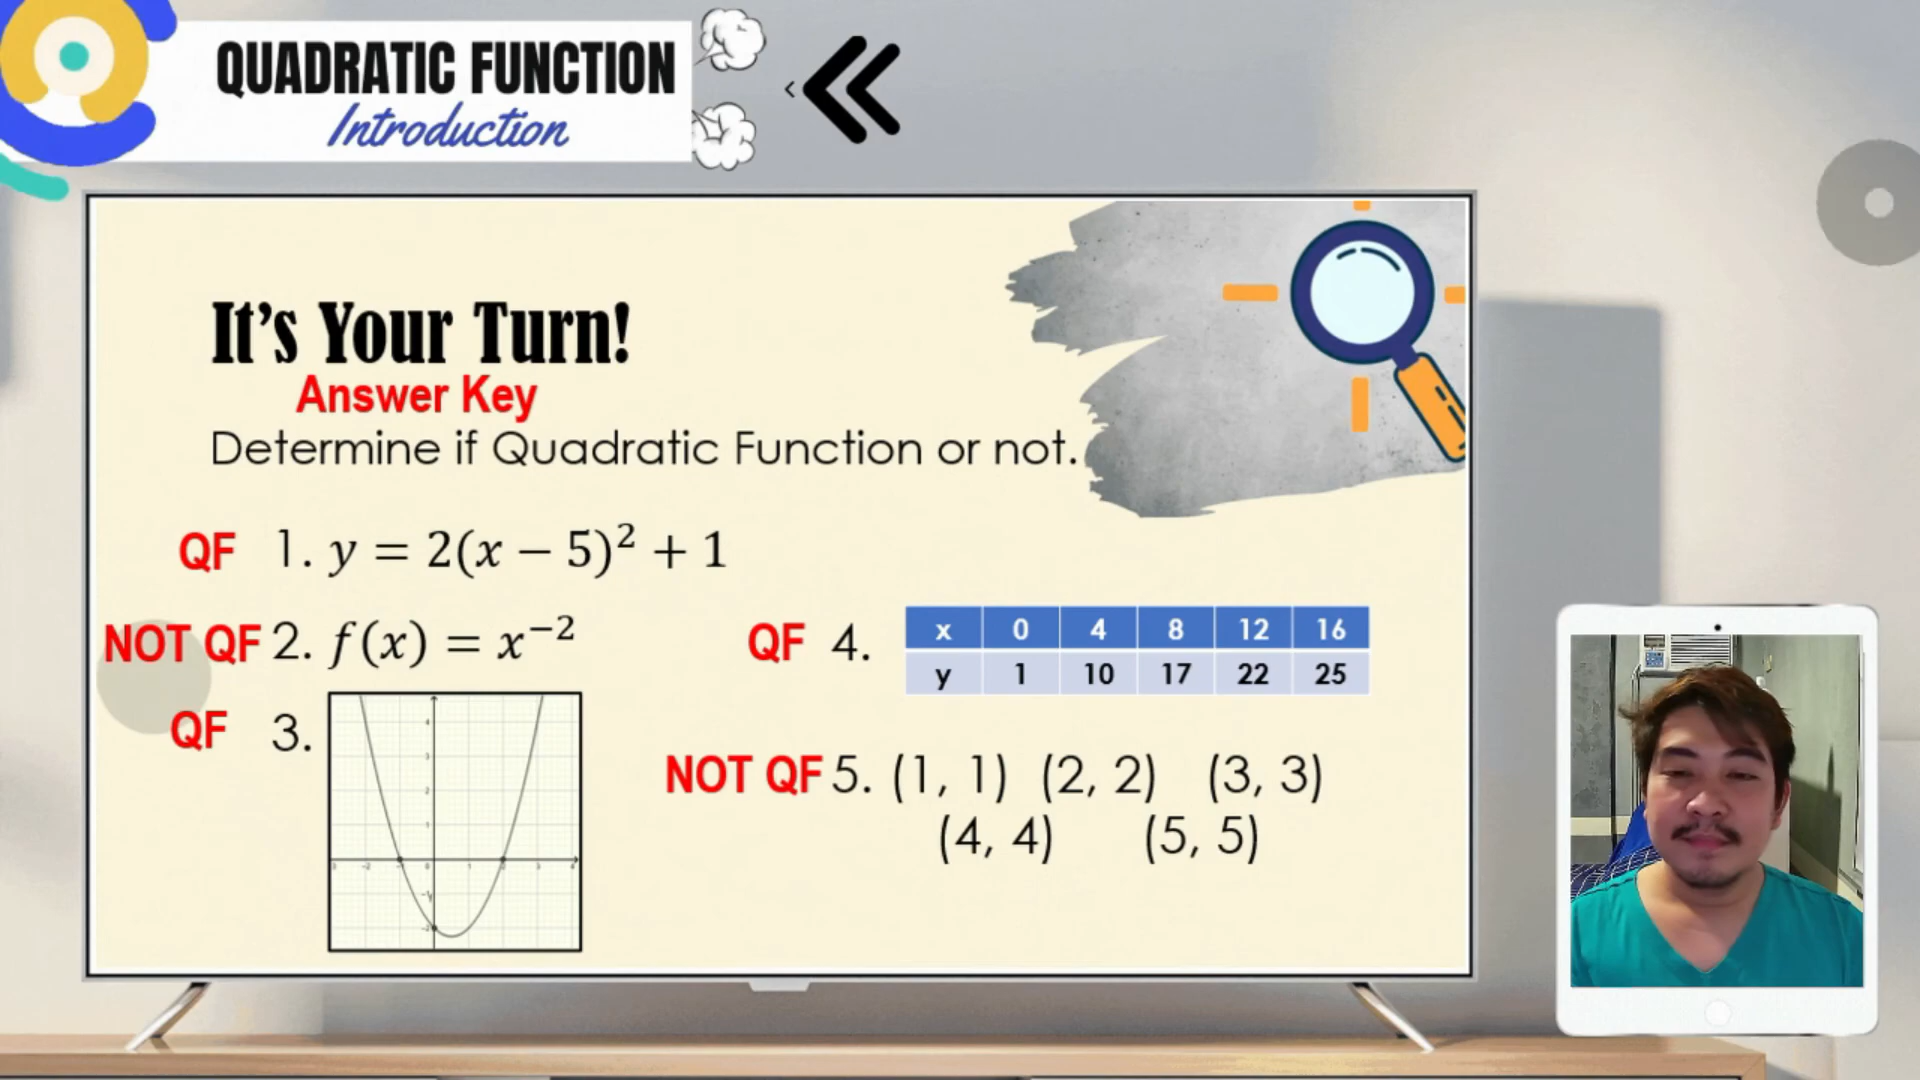 QUADRATIC FUNCTION
Introduction
It's Your Turn!
Answer Key
Determine if Quadratic Function or not.
QF 1. y = 2(x − 5)² + 1
NOT QF 2. f(x) = x⁻²
QF 3.
QF 4.
x 0 4 8 12 16
y 1 10 17 22 25
NOT QF 5. (1, 1) (2, 2) (3, 3)
(4, 4) (5, 5)